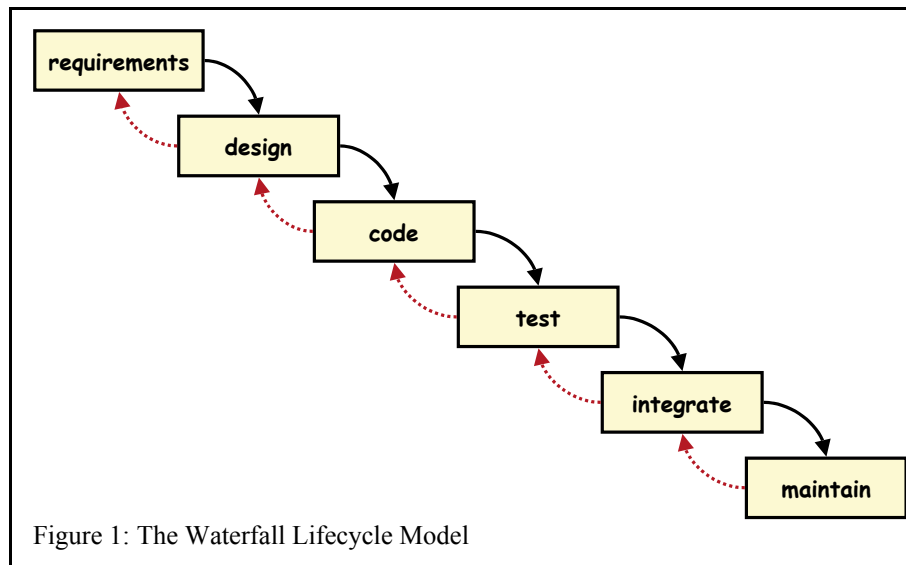 requirements
design
code
test
integrate
maintain
Figure 1: The Waterfall Lifecycle Model